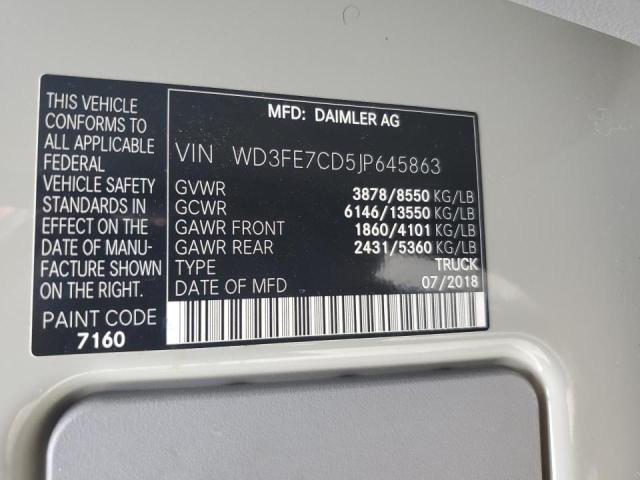 THIS VEHICLE
CONFORMS TO
ALL APPLICABLE
FEDERAL
VEHICLE SAFETY
STANDARDS IN
EFFECT ON THE
DATE OF MANU-
FACTURE SHOWN
ON THE RIGHT.
PAINT CODE
7160
MFD: DAIMLER AG
VIN WD3FE7CD5JP645863
GVWR 3878/8550 KG/LB
GCWR 6146/13550 KG/LB
GAWR FRONT 1860/4101 KG/LB
GAWR REAR 2431/5360 KG/LB
TYPE TRUCK
DATE OF MFD 07/2018